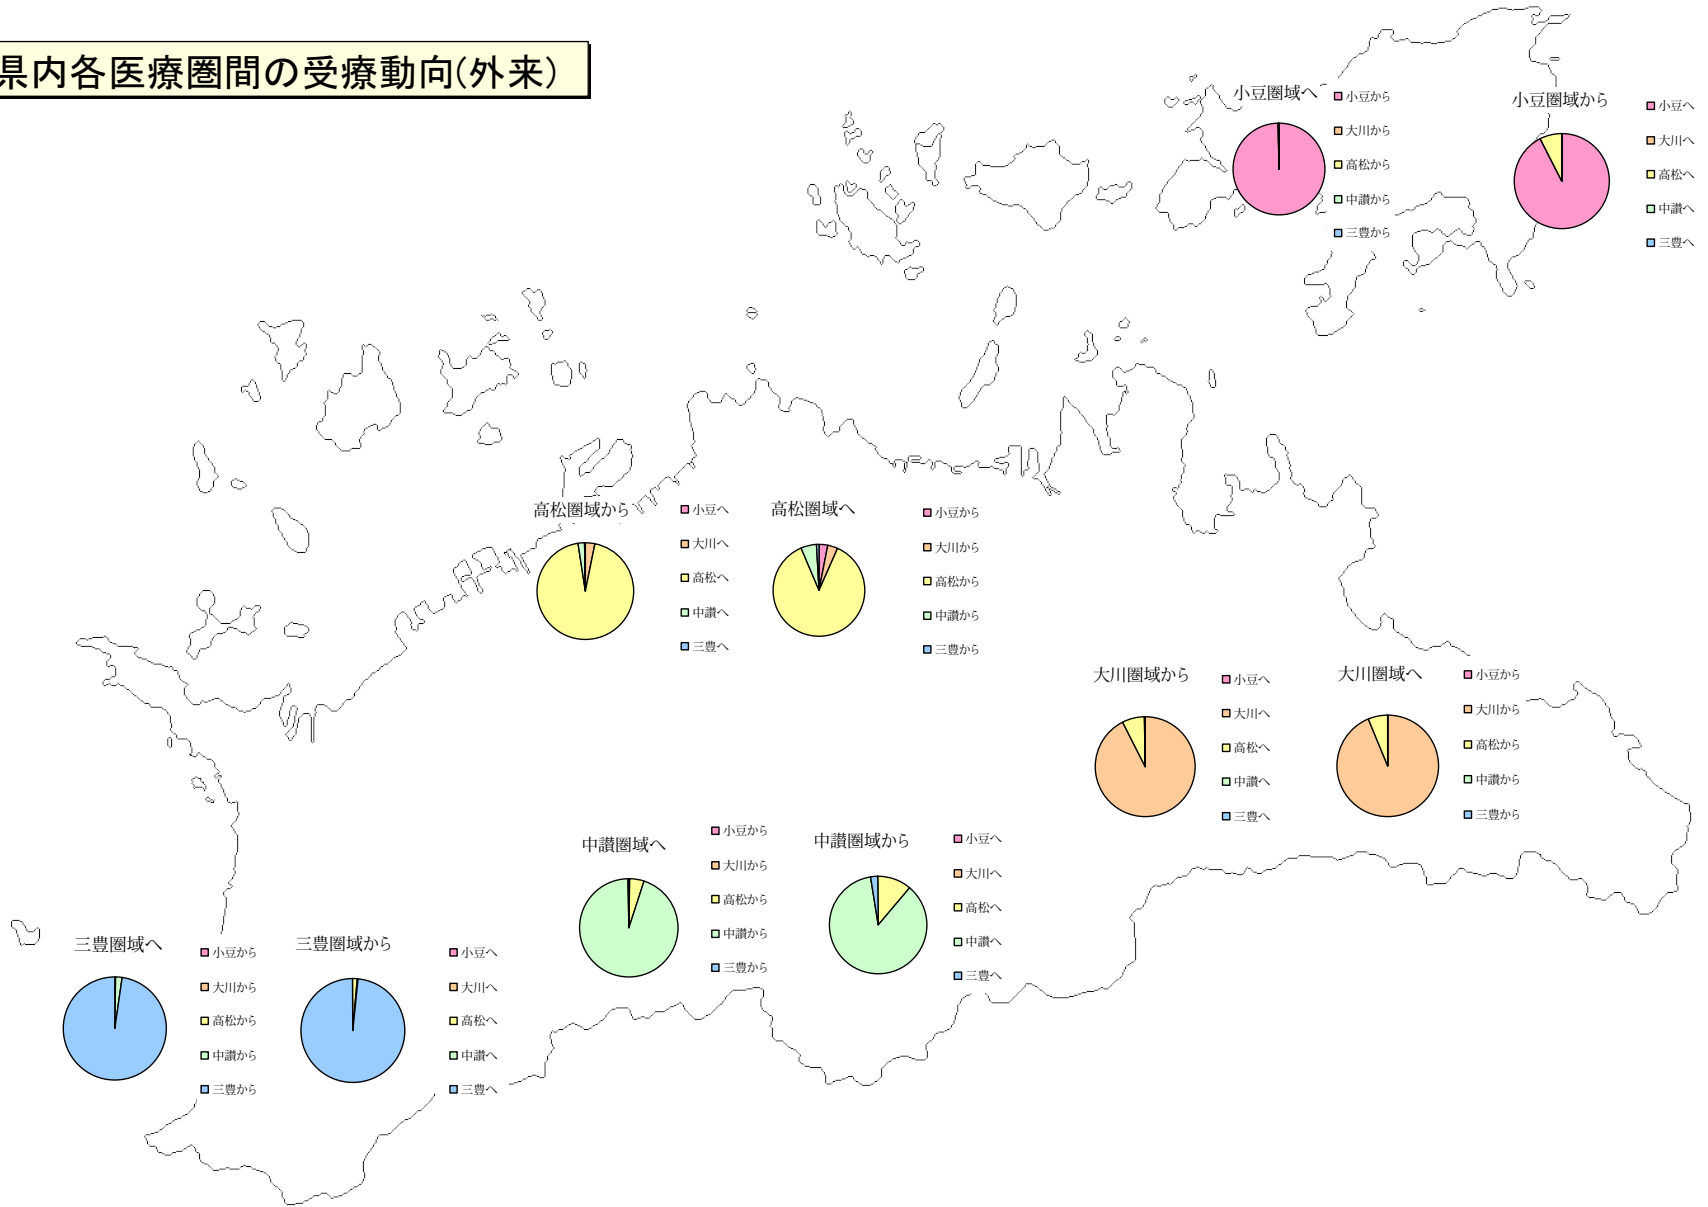 県内各医療圏間の受療動向(外来)
小豆圏域へ
小豆から
大川から
高松から
中讃から
三豊から
小豆圏域から
小豆へ
大川へ
高松へ
中讃へ
三豊へ
高松圏域から
小豆へ
大川へ
高松へ
中讃へ
三豊へ
高松圏域へ
小豆から
大川から
高松から
中讃から
三豊から
大川圏域から
小豆へ
大川へ
高松へ
中讃へ
三豊へ
大川圏域へ
小豆から
大川から
高松から
中讃から
三豊から
中讃圏域へ
小豆から
大川から
高松から
中讃から
三豊から
中讃圏域から
小豆へ
大川へ
高松へ
中讃へ
三豊へ
三豊圏域へ
小豆から
大川から
高松から
中讃から
三豊から
三豊圏域から
小豆へ
大川へ
高松へ
中讃へ
三豊へ